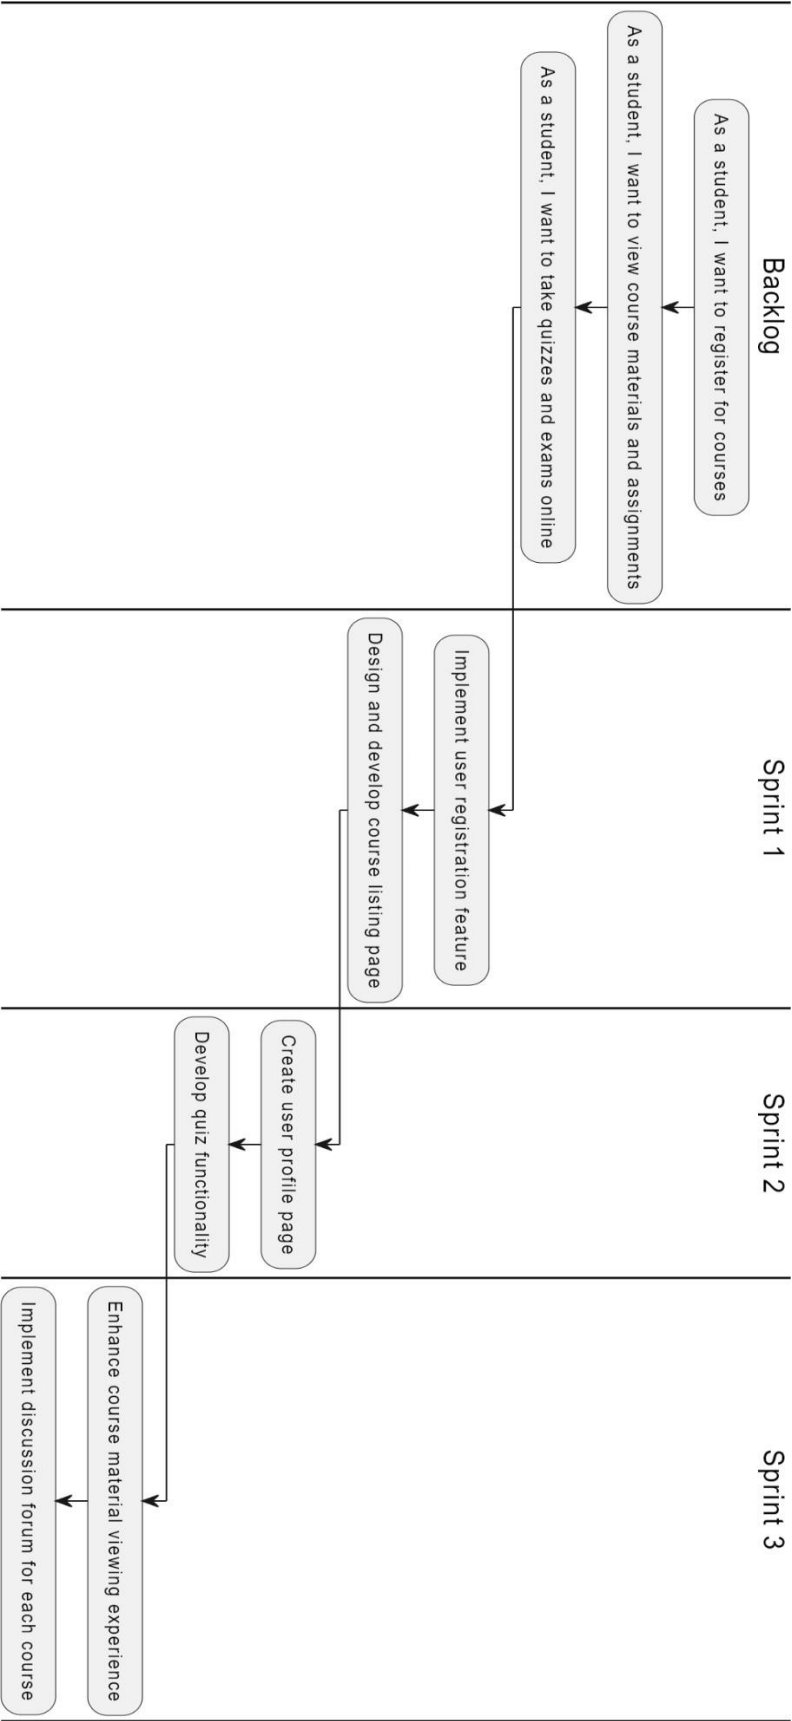 Backlog
Sprint 1
Sprint 2
Sprint 3
As a student, I want to register for courses
As a student, I want to view course materials and assignments
As a student, I want to take quizzes and exams online
Implement user registration feature
Design and develop course listing page
Create user profile page
Develop quiz functionality
Enhance course material viewing experience
Implement discussion forum for each course